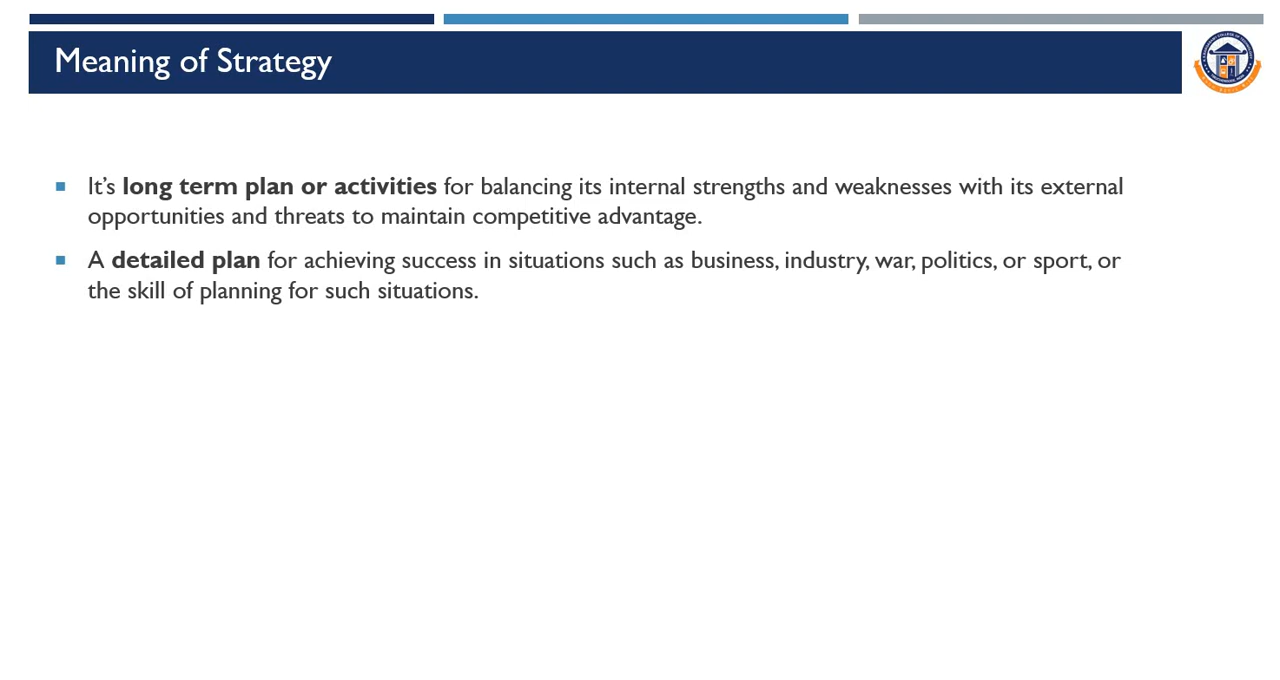 Meaning of Strategy
It’s long term plan or activities for balancing its internal strengths and weaknesses with its external
opportunities and threats to maintain competitive advantage.
A detailed plan for achieving success in situations such as business, industry, war, politics, or sport, or
the skill of planning for such situations.